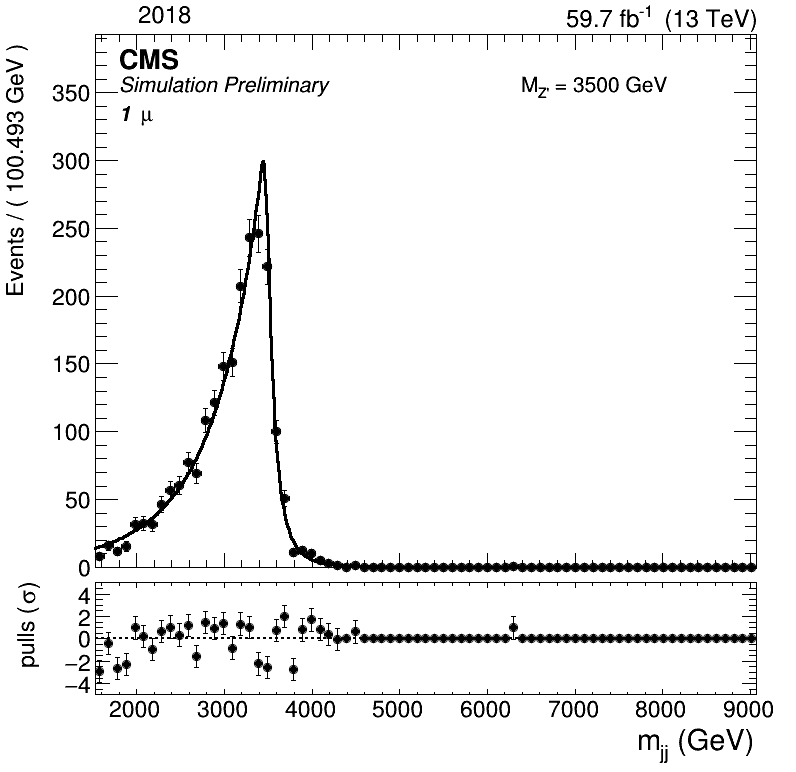 2018 59.7 fb⁻¹ (13 TeV)
CMS
Simulation Preliminary
M_Z' = 3500 GeV
1 μ
Events / ( 100.493 GeV )
350
300
250
200
150
100
50
0
pulls (σ)
4
2
0
−2
−4
2000 3000 4000 5000 6000 7000 8000 9000
m_jj (GeV)